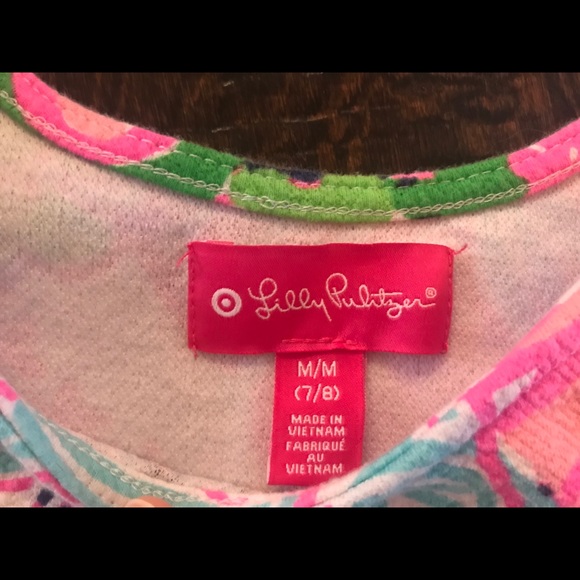 Lilly Pulitzer®
M/M
(7/8)
MADE IN
VIETNAM
FABRIQUÉ
AU
VIETNAM